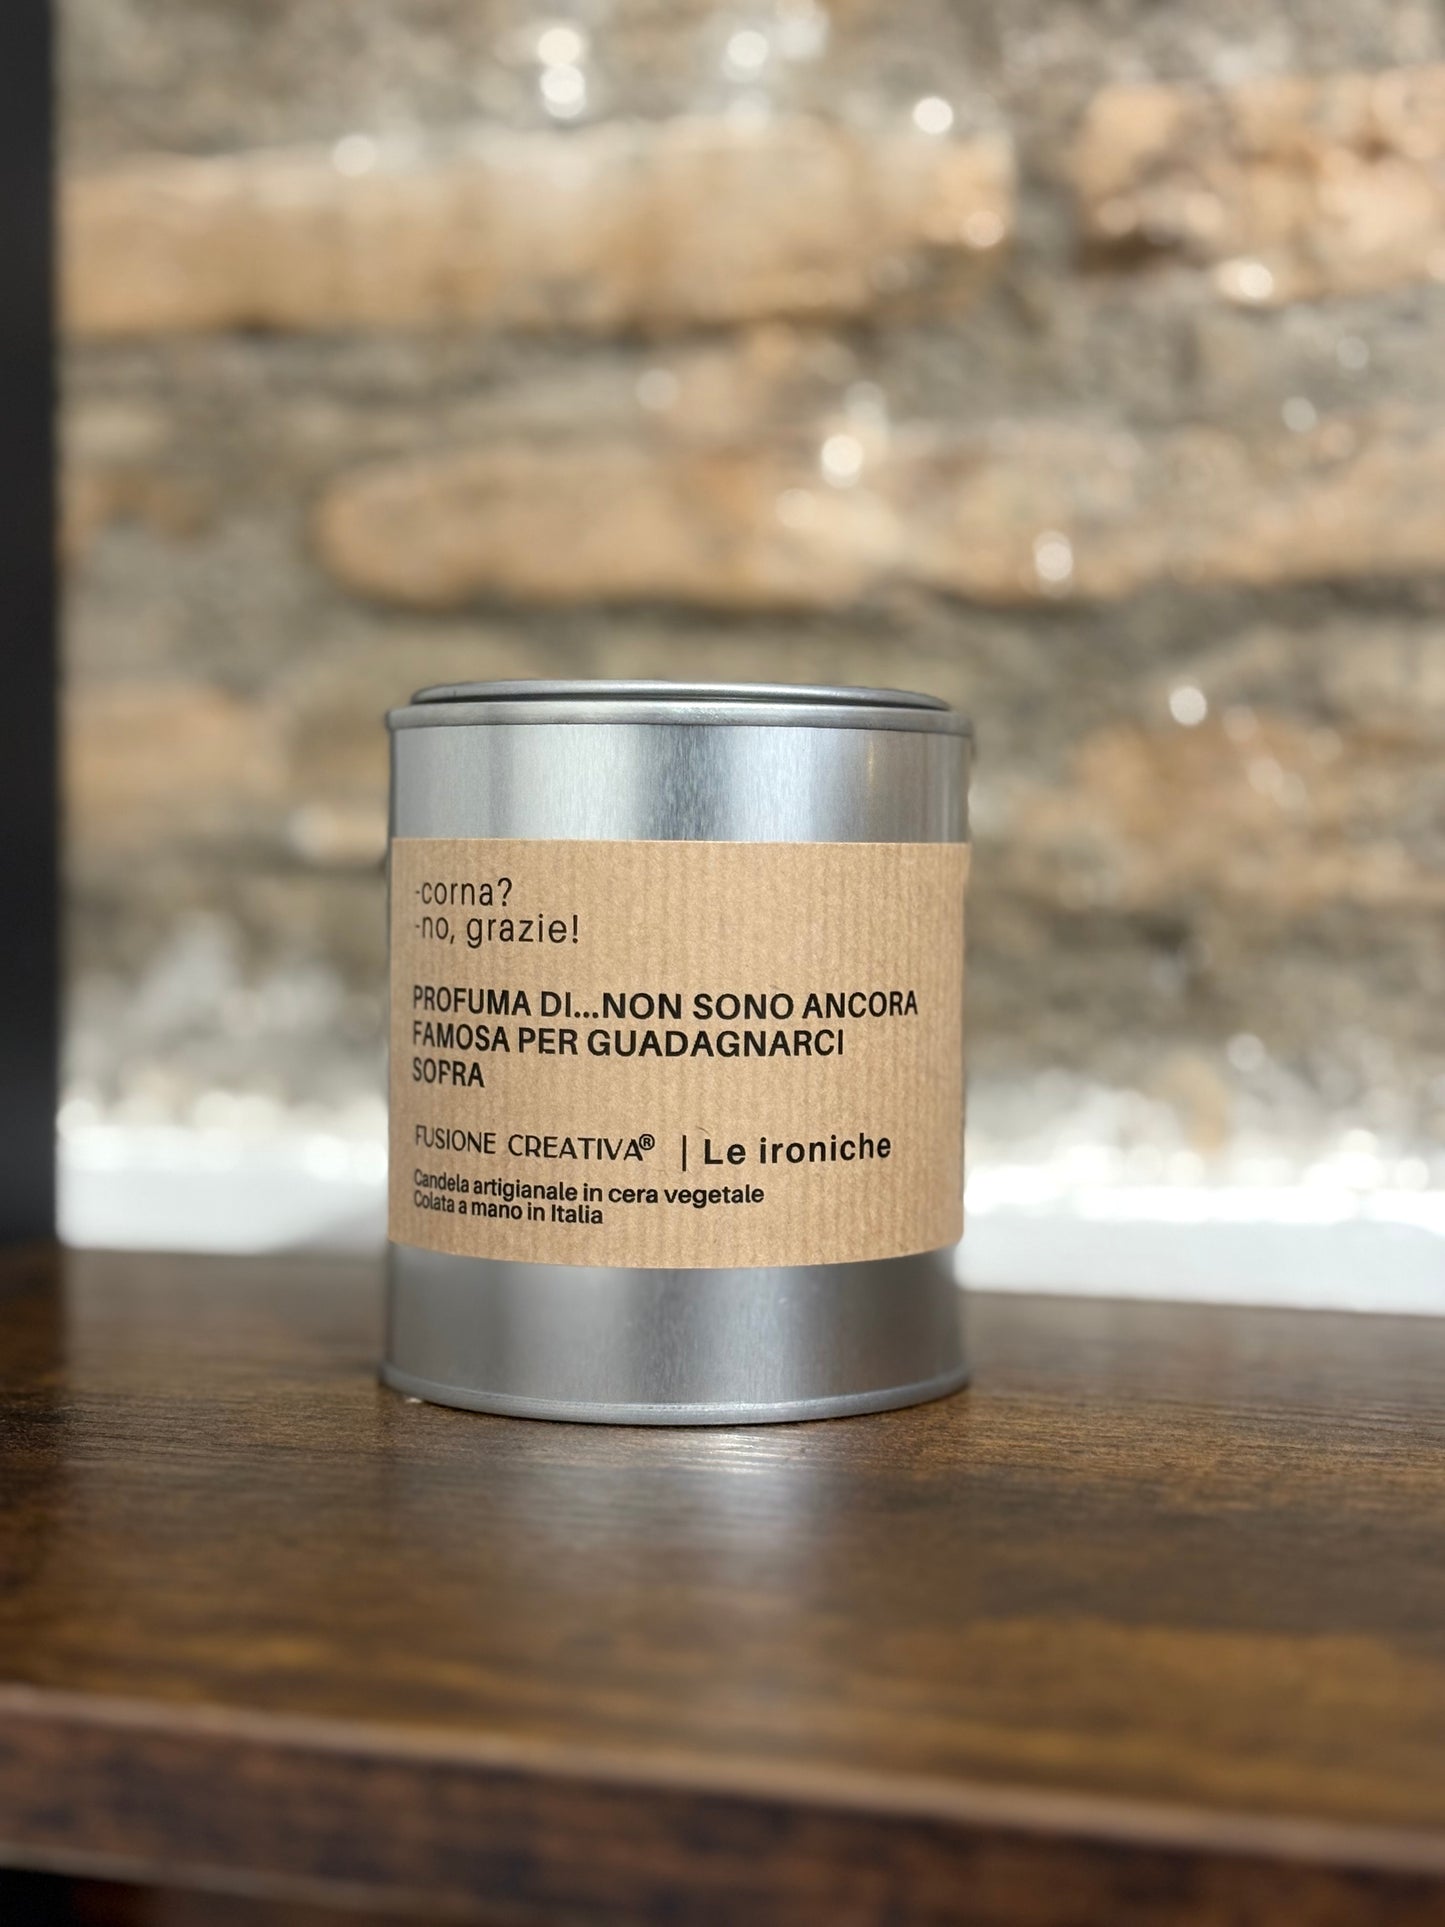 -corna?
-no, grazie!
PROFUMA DI...NON SONO ANCORA
FAMOSA PER GUADAGNARCI
SOPRA
FUSIONE CREATIVA® | Le ironiche
Candela artigianale in cera vegetale
Colata a mano in Italia